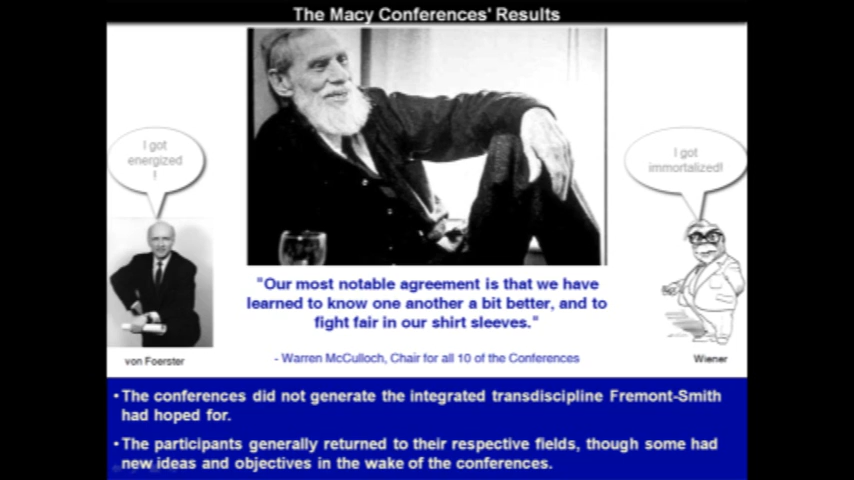 The Macy Conferences' Results
I got
energized
!
I got
immortalized!
"Our most notable agreement is that we have
learned to know one another a bit better, and to
fight fair in our shirt sleeves."
- Warren McCulloch, Chair for all 10 of the Conferences
von Foerster
Wiener
•The conferences did not generate the integrated transdiscipline Fremont-Smith
had hoped for.
•The participants generally returned to their respective fields, though some had
new ideas and objectives in the wake of the conferences.